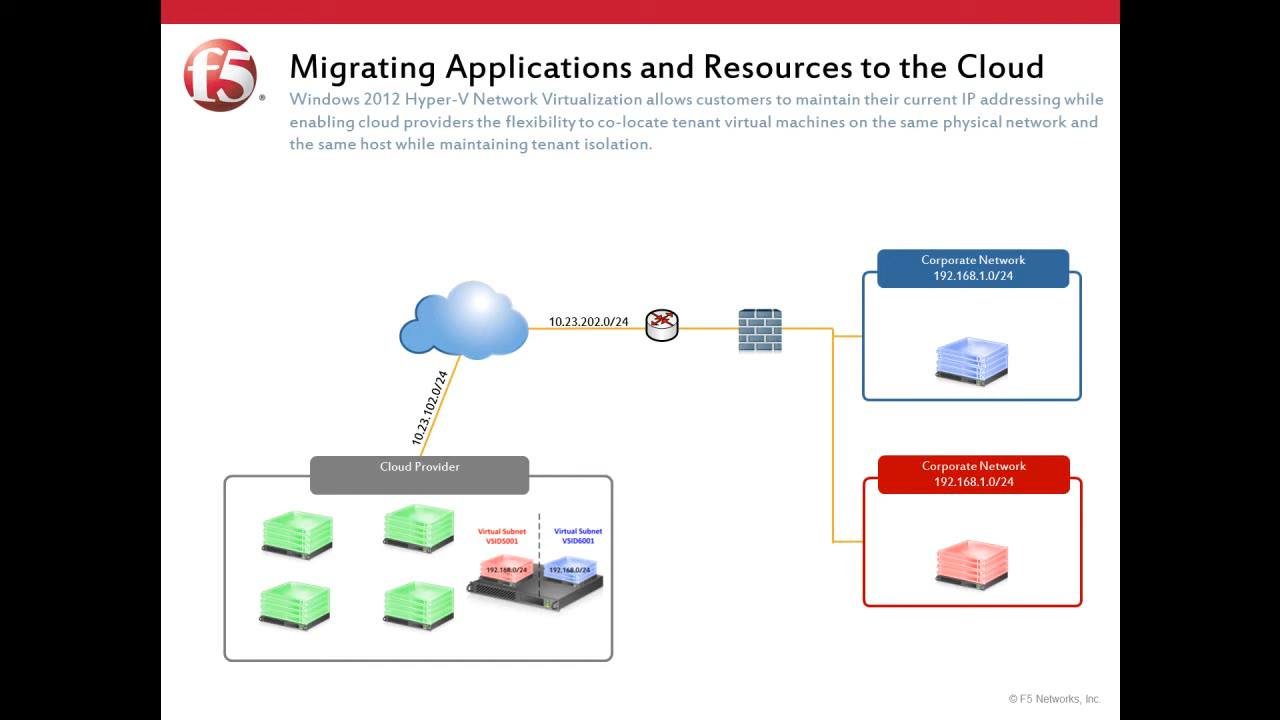 f5
Migrating Applications and Resources to the Cloud
Windows 2012 Hyper-V Network Virtualization allows customers to maintain their current IP addressing while
enabling cloud providers the flexibility to co-locate tenant virtual machines on the same physical network and
the same host while maintaining tenant isolation.
Corporate Network
192.168.1.0/24
10.23.202.0/24
10.23.102.0/24
Cloud Provider
Corporate Network
192.168.1.0/24
Virtual Subnet
VSID5001
Virtual Subnet
VSID6001
192.168.0/24
192.168.0/24
© F5 Networks, Inc.